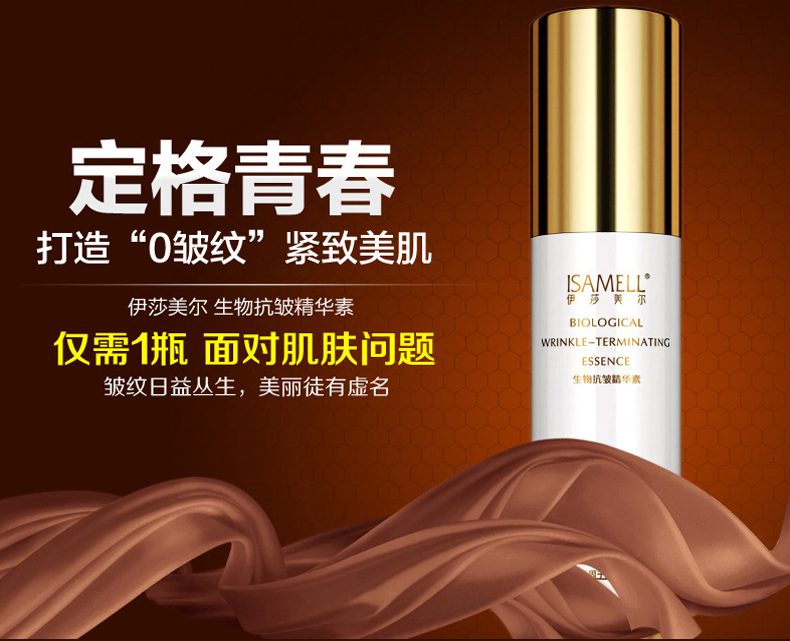 定格青春
打造“0皱纹”紧致美肌
伊莎美尔 生物抗皱精华素
仅需1瓶 面对肌肤问题
皱纹日益丛生，美丽徒有虚名
ISAMELL®
伊莎美尔
BIOLOGICAL
WRINKLE-TERMINATING
ESSENCE
生物抗皱精华素